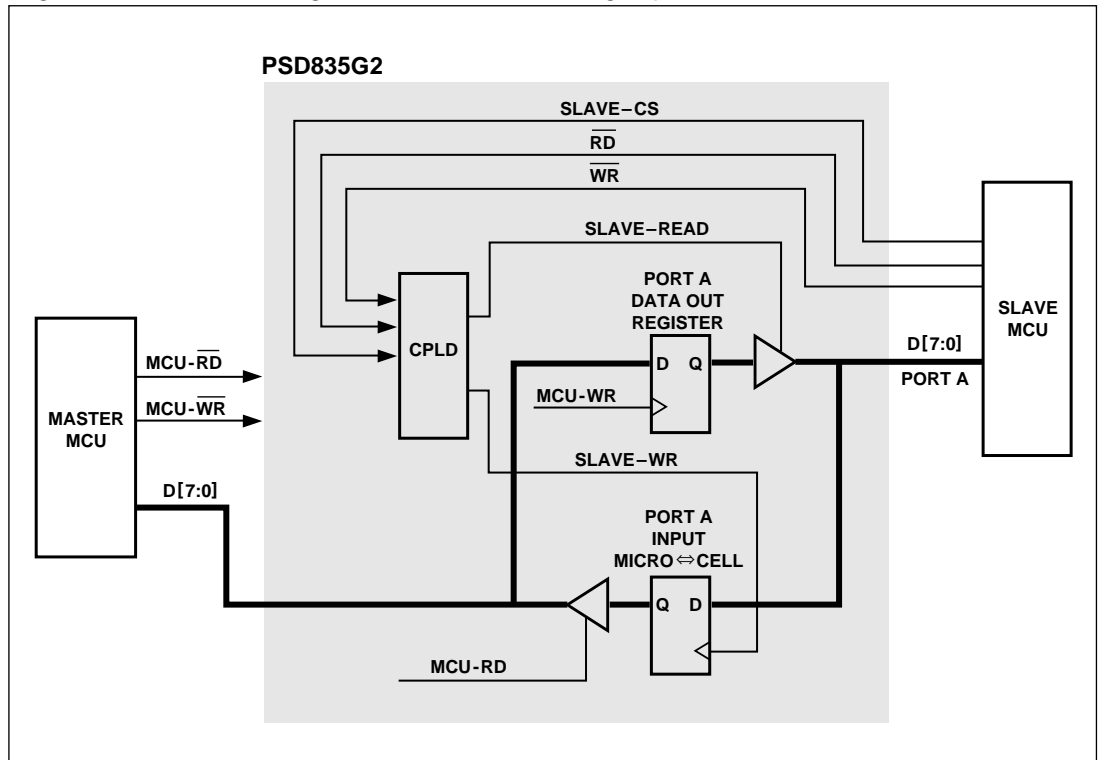 PSD835G2
SLAVE–CS
RD
WR
SLAVE–READ
PORT A
DATA OUT
REGISTER
SLAVE
MCU
CPLD
D[7:0]
PORT A
MCU-RD
MCU-WR
MASTER
MCU
D Q
MCU-WR
SLAVE–WR
D[7:0]
PORT A
INPUT
MICRO⇔CELL
Q D
MCU-RD